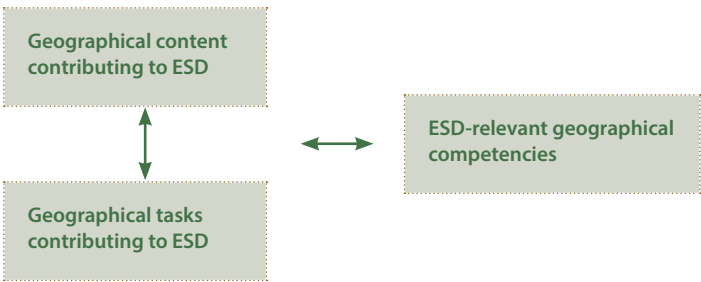 Geographical content
contributing to ESD
ESD-relevant geographical
competencies
Geographical tasks
contributing to ESD